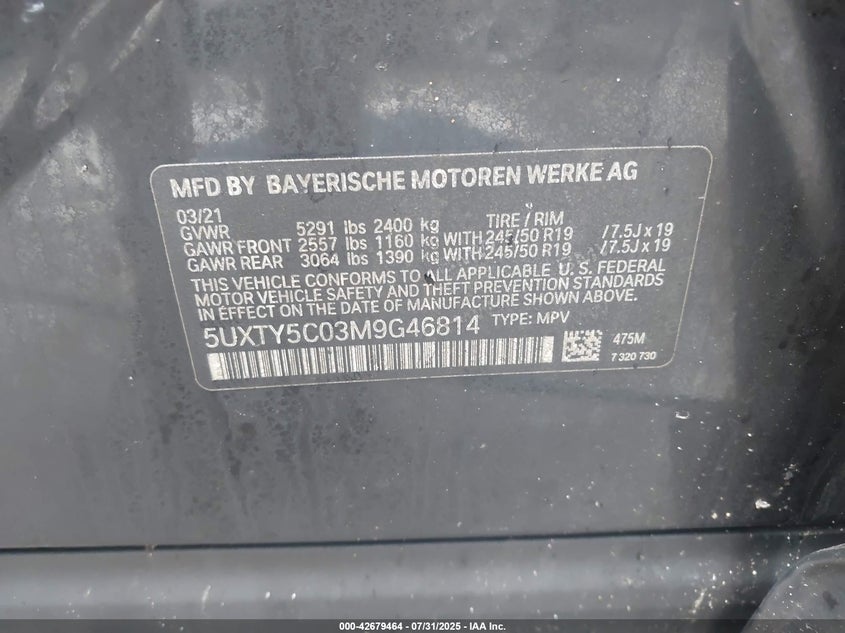 MFD BY BAYERISCHE MOTOREN WERKE AG
03/21 TIRE / RIM
GVWR 5291 lbs 2400 kg
GAWR FRONT 2557 lbs 1160 kg WITH 245/50 R19 /7.5J x 19
GAWR REAR 3064 lbs 1390 kg WITH 245/50 R19 /7.5J x 19
THIS VEHICLE CONFORMS TO ALL APPLICABLE U. S. FEDERAL
MOTOR VEHICLE SAFETY AND THEFT PREVENTION STANDARDS
IN EFFECT ON THE DATE OF MANUFACTURE SHOWN ABOVE.
5UXTY5C03M9G46814 TYPE: MPV
475M
7 320 730
000-42679464 | 07/31/2025 - IAA Inc.